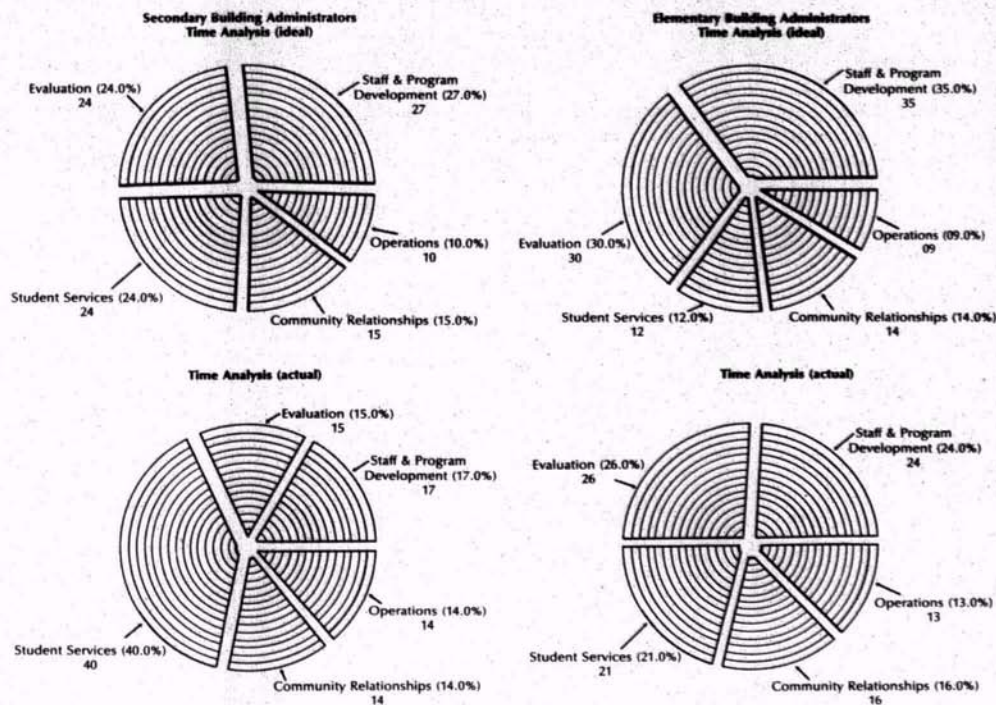 Secondary Building Administrators
Time Analysis (ideal)
Evaluation (24.0%)
24
Staff & Program
Development (27.0%)
27
Operations (10.0%)
10
Student Services (24.0%)
24
Community Relationships (15.0%)
15
Elementary Building Administrators
Time Analysis (ideal)
Staff & Program
Development (35.0%)
35
Evaluation (30.0%)
30
Operations (09.0%)
09
Student Services (12.0%)
12
Community Relationships (14.0%)
14
Time Analysis (actual)
Evaluation (15.0%)
15
Staff & Program
Development (17.0%)
17
Operations (14.0%)
14
Student Services (40.0%)
40
Community Relationships (14.0%)
14
Time Analysis (actual)
Staff & Program
Development (24.0%)
24
Evaluation (26.0%)
26
Operations (13.0%)
13
Student Services (21.0%)
21
Community Relationships (16.0%)
16